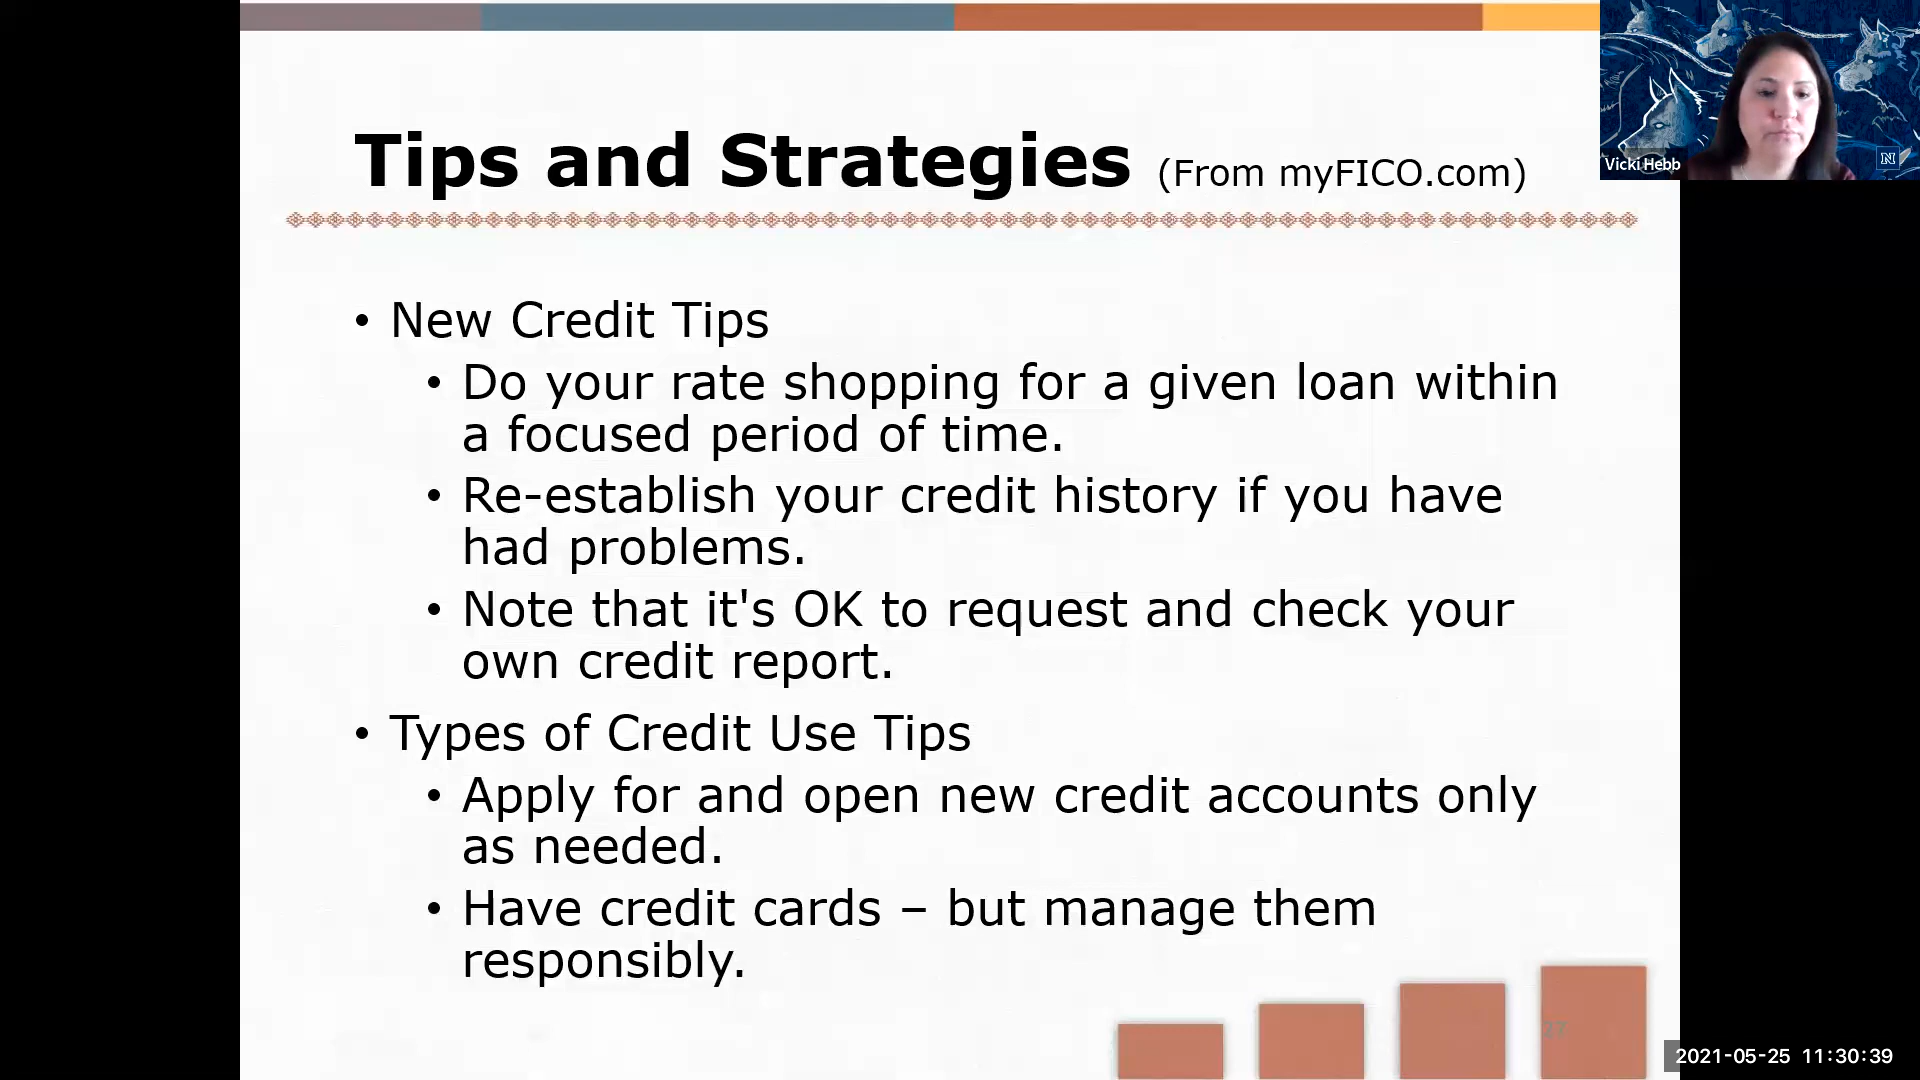 Tips and Strategies (From myFICO.com)
Vicki Hebb
N
• New Credit Tips
• Do your rate shopping for a given loan within
a focused period of time.
• Re-establish your credit history if you have
had problems.
• Note that it's OK to request and check your
own credit report.
• Types of Credit Use Tips
• Apply for and open new credit accounts only
as needed.
• Have credit cards – but manage them
responsibly.
27
2021-05-25 11:30:39